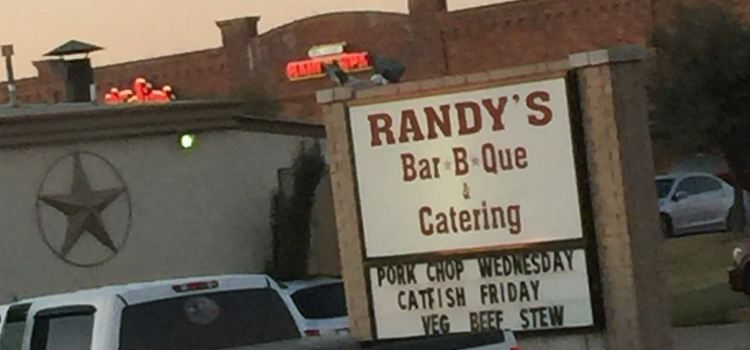 RANDY'S
Bar*B*Que
&
Catering
PORK CHOP WEDNESDAY
CATFISH FRIDAY
VEG BEEF STEW